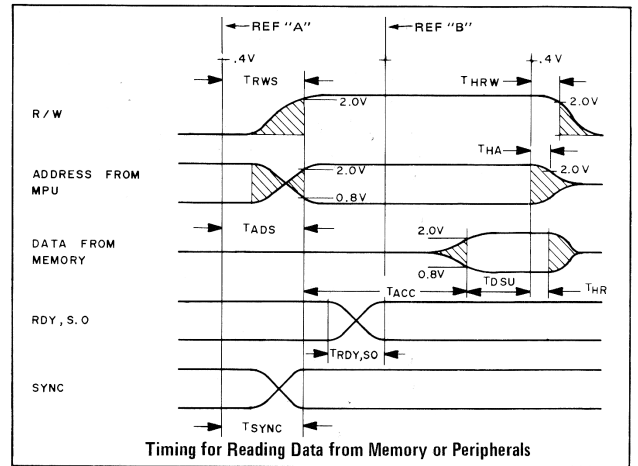 REF "A" REF "B"
.4V .4V
TRWS THRW
2.0V 2.0V
R/W
THA
ADDRESS FROM
MPU
2.0V 2.0V
0.8V
TADS
DATA FROM
MEMORY
2.0V
0.8V
TDSU
TACC THR
RDY, S.O
TRDY,SO
SYNC
TSYNC
Timing for Reading Data from Memory or Peripherals